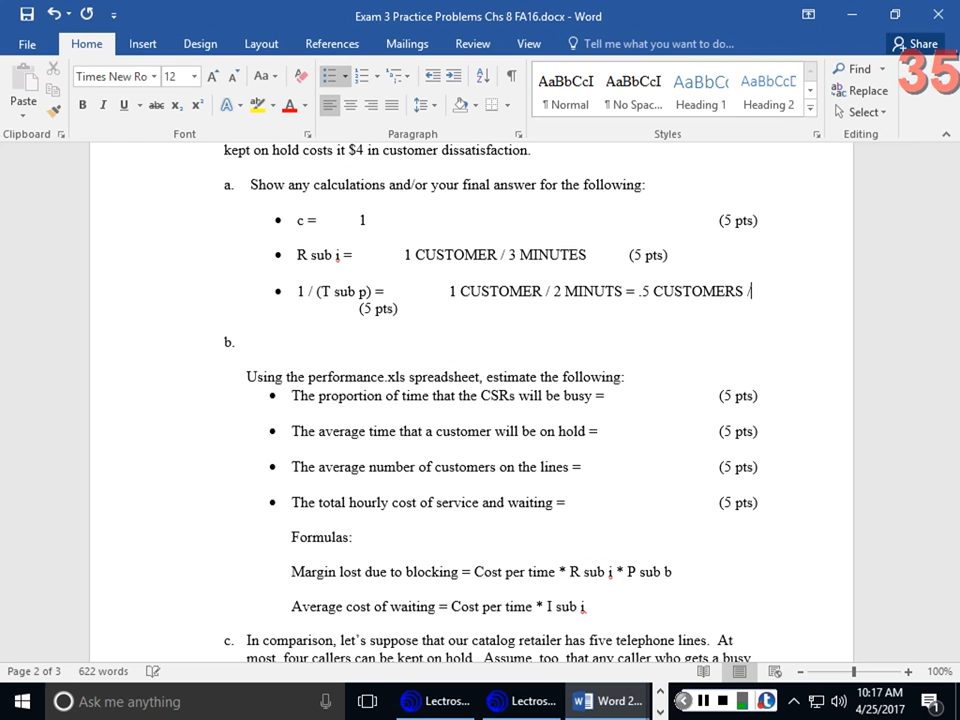 Exam 3 Practice Problems Chs 8 FA16.docx - Word
File Home Insert Design Layout References Mailings Review View Tell me what you want to do... Share
35
Paste
Times New Ro 12 Aa
B I U abc x₂ x² A A
AaBbCcI AaBbCcI AaBbCcI AaBbCcD
¶ Normal ¶ No Spac... Heading 1 Heading 2
Find
Replace
Select
Clipboard Font Paragraph Styles Editing
kept on hold costs it $4 in customer dissatisfaction.
a. Show any calculations and/or your final answer for the following:
• c = 1 (5 pts)
• R sub i = 1 CUSTOMER / 3 MINUTES (5 pts)
• 1 / (T sub p) = 1 CUSTOMER / 2 MINUTS = .5 CUSTOMERS /
(5 pts)
b.
Using the performance.xls spreadsheet, estimate the following:
• The proportion of time that the CSRs will be busy = (5 pts)
• The average time that a customer will be on hold = (5 pts)
• The average number of customers on the lines = (5 pts)
• The total hourly cost of service and waiting = (5 pts)
Formulas:
Margin lost due to blocking = Cost per time * R sub i * P sub b
Average cost of waiting = Cost per time * I sub i
c. In comparison, let's suppose that our catalog retailer has five telephone lines. At
most, four callers can be kept on hold. Assume, too, that any caller who gets a busy
Page 2 of 3 622 words 100%
Ask me anything Lectros... Lectros... Word 2... 10:17 AM
4/25/2017
1